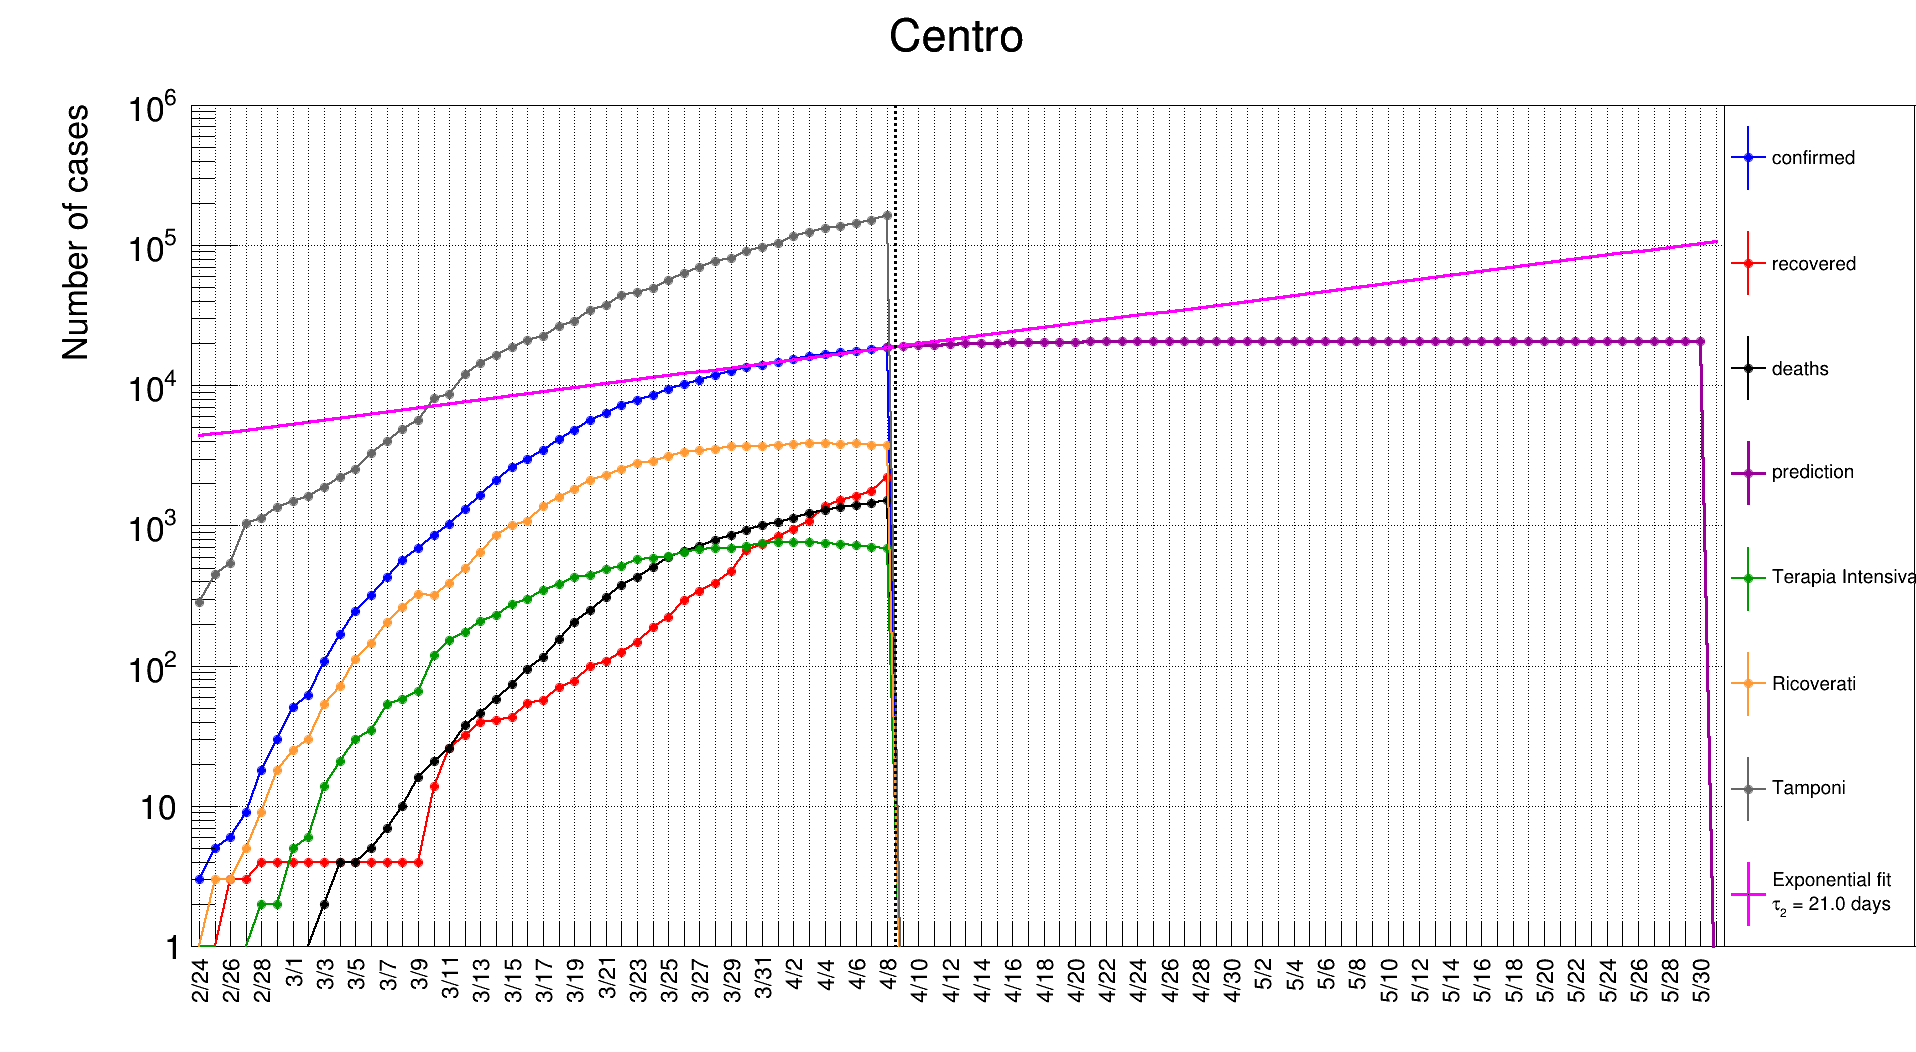 Centro
Number of cases
10^6
10^5
10^4
10^3
10^2
10
1
2/24 2/26 2/28 3/1 3/3 3/5 3/7 3/9 3/11 3/13 3/15 3/17 3/19 3/21 3/23 3/25 3/27 3/29 3/31 4/2 4/4 4/6 4/8 4/10 4/12 4/14 4/16 4/18 4/20 4/22 4/24 4/26 4/28 4/30 5/2 5/4 5/6 5/8 5/10 5/12 5/14 5/16 5/18 5/20 5/22 5/24 5/26 5/28 5/30
confirmed
recovered
deaths
prediction
Terapia Intensiva
Ricoverati
Tamponi
Exponential fit
τ₂ = 21.0 days